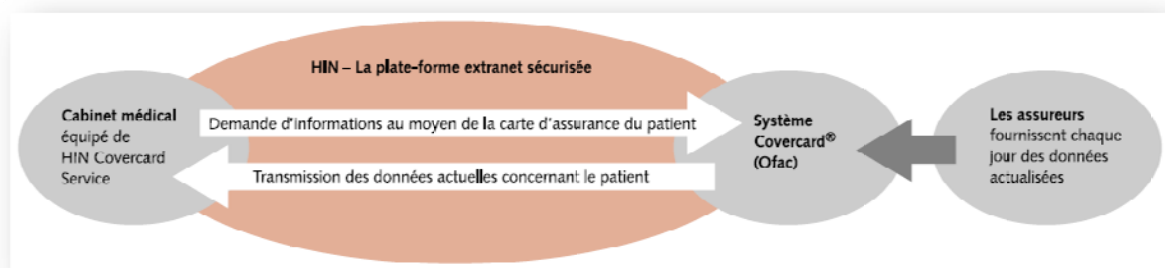 HIN – La plate-forme extranet sécurisée
Cabinet médical
équipé de
HIN Covercard
Service
Demande d'informations au moyen de la carte d'assurance du patient
Transmission des données actuelles concernant le patient
Système
Covercard®
(Ofac)
Les assureurs
fournissent chaque
jour des données
actualisées